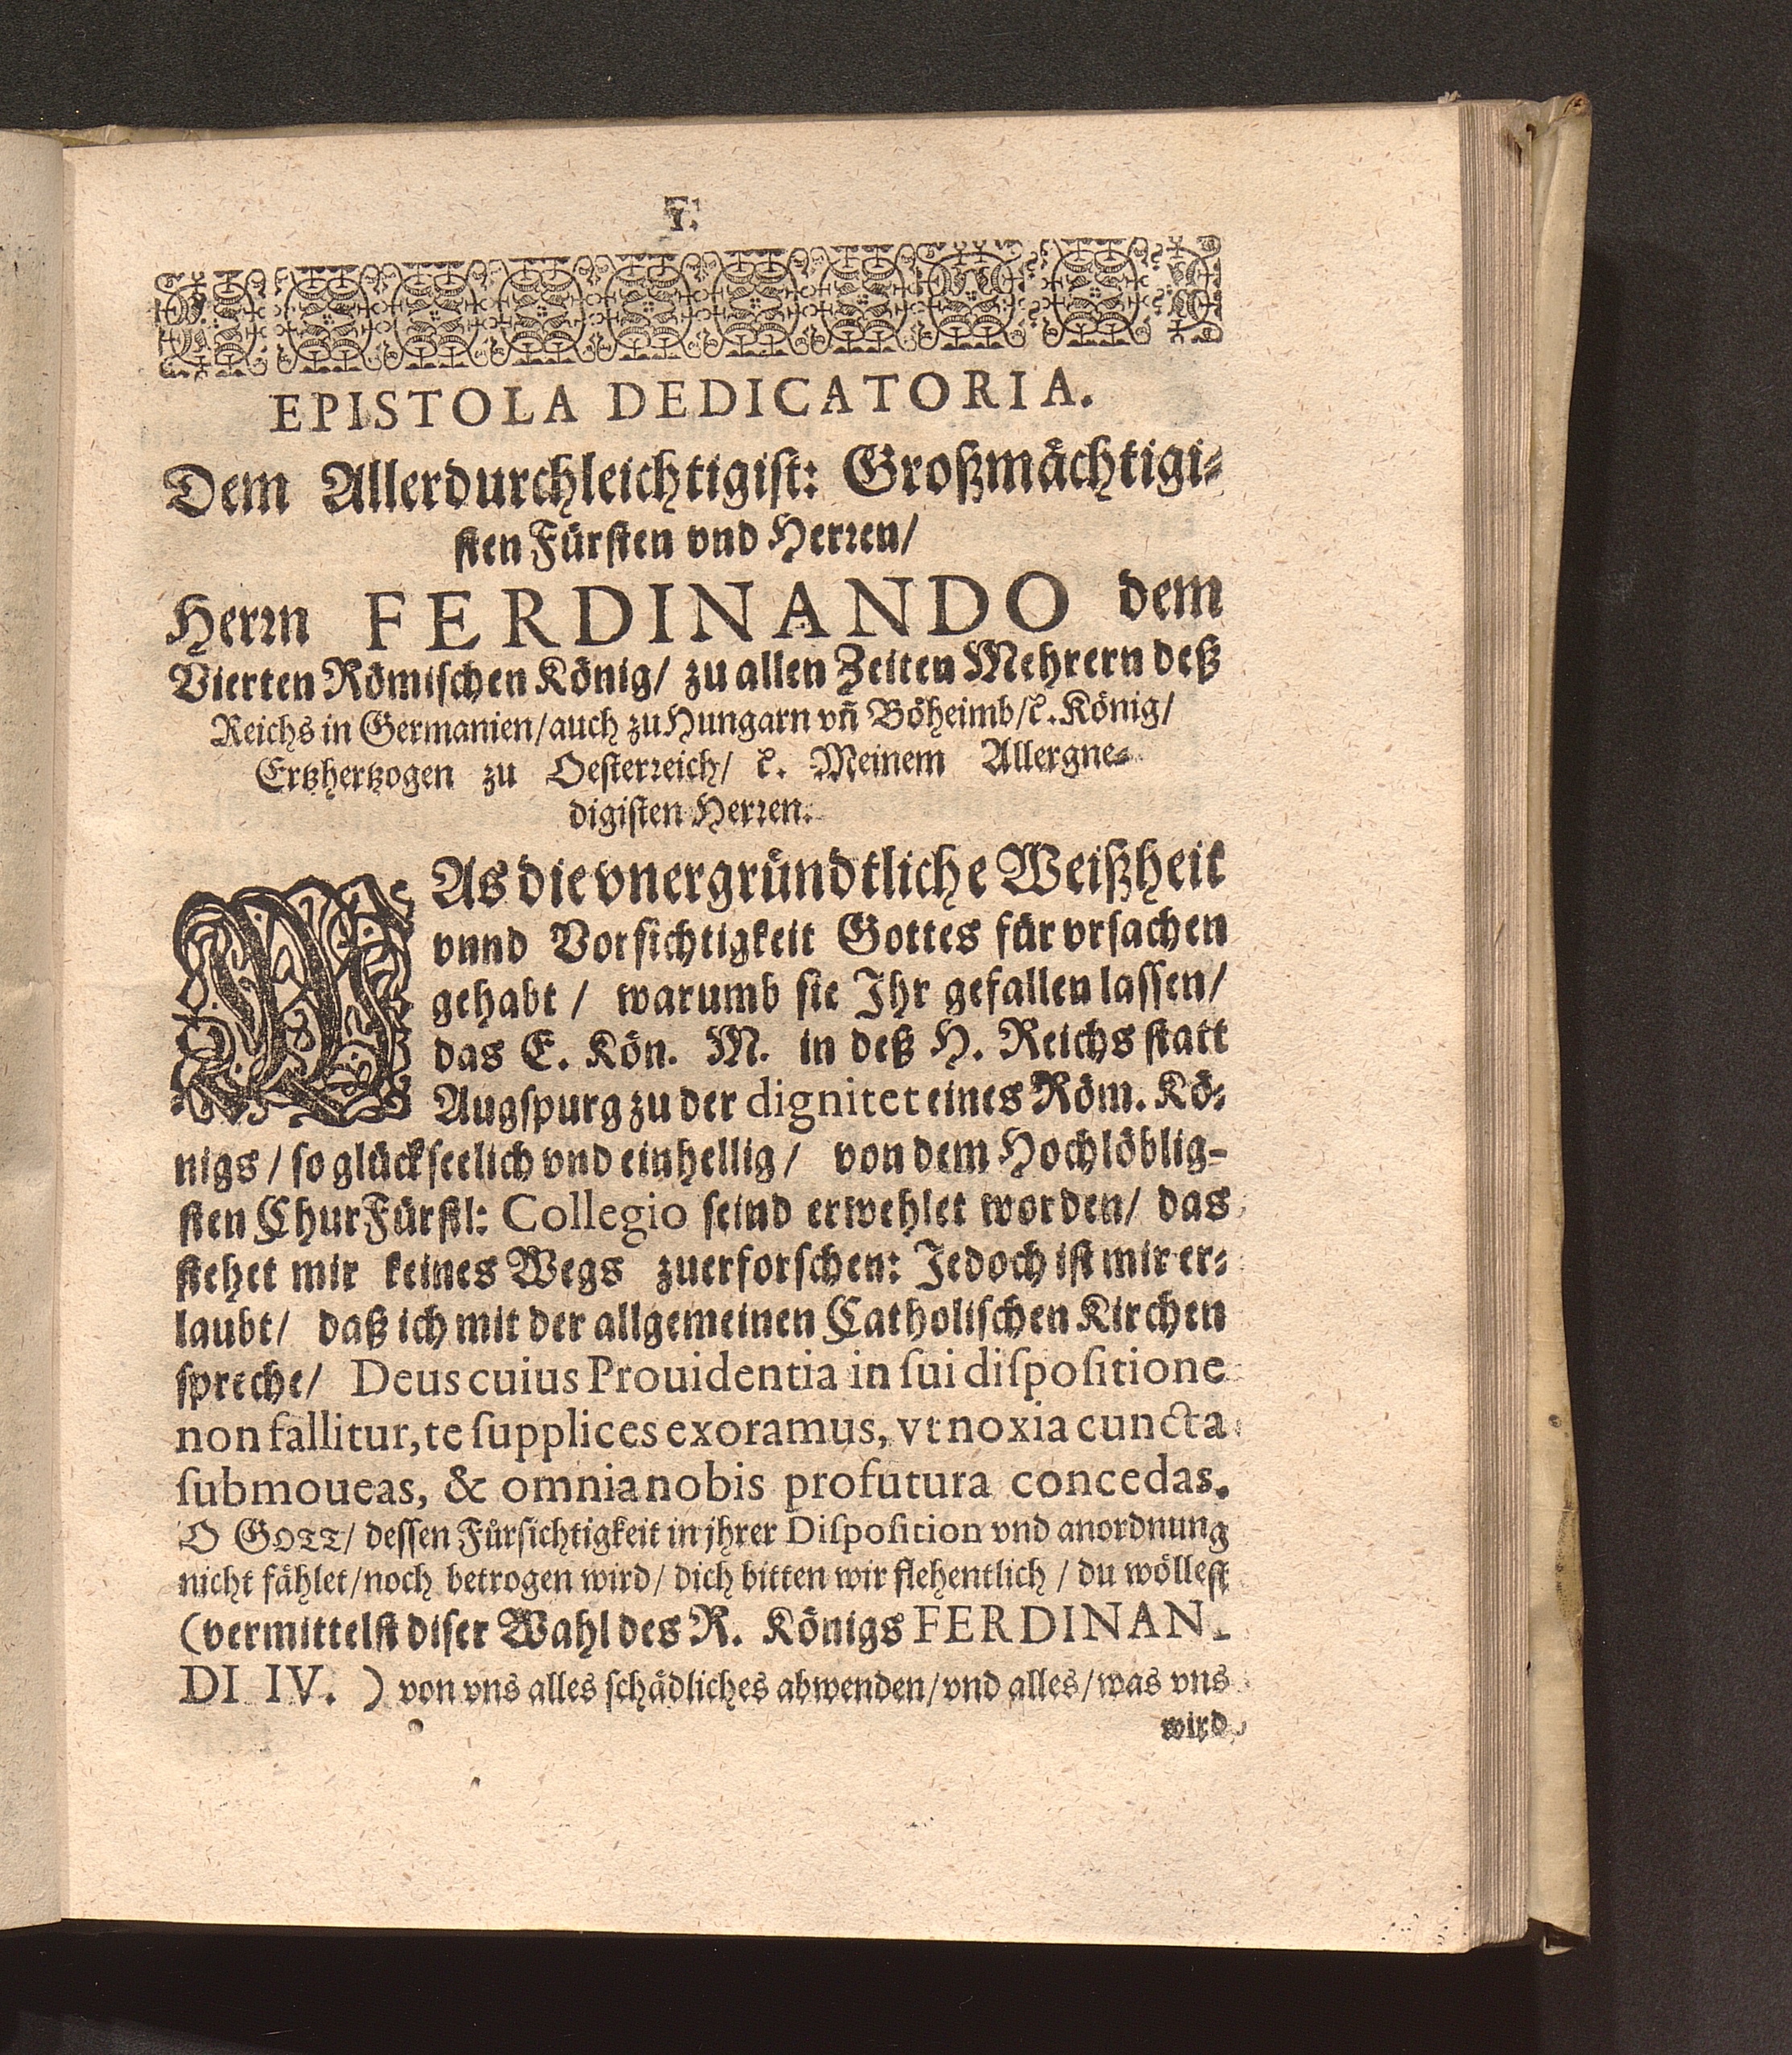 EPISTOLA DEDICATORIA.
Dem Allerdurchleichtigist: Großmächtigi-
sten Fürsten vnd Herren/
Herrn FERDINANDO dem
Vierten Römischen König/ zu allen Zeiten Mehrern deß
Reichs in Germanien/ auch zu Hungarn vñ Böheimb/ ꝛc. König/
Ertzhertzogen zu Oesterreich/ ꝛc. Meinem Allergne-
digisten Herren.
WAs die vnergründtliche Weißheit
vnnd Vorsichtigkeit Gottes für vrsachen
gehabt / warumb sie Ihr gefallen lassen/
das E. Kön. M. in deß H. Reichs statt
Augspurg zu der dignitet eines Röm. Kö-
nigs / so glückseelich vnd einhellig / von dem Hochlöblig-
sten ChurFürstl: Collegio seind erwehlet worden/ das
stehet mir keines Wegs zuerforschen: Jedoch ist mir er-
laubt/ daß ich mit der allgemeinen Catholischen Kirchen
spreche/ Deus cuius Prouidentia in ſui diſpoſitione
non fallitur, te ſupplices exoramus, vt noxia cuncta
ſubmoueas, & omnia nobis profutura concedas.
O GOTT/ dessen Fürsichtigkeit in jhrer Diſpoſition vnd anordnung
nicht fählet/ noch betrogen wird/ dich bitten wir flehentlich / du wöllest
(vermittelst diser Wahl des R. Königs FERDINAN-
DI IV. ) von vns alles schädliches abwenden/ vnd alles/ was vns
wird